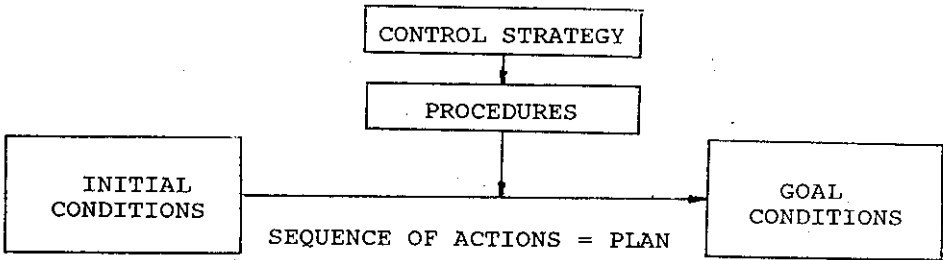 CONTROL STRATEGY
PROCEDURES
INITIAL
CONDITIONS
GOAL
CONDITIONS
SEQUENCE OF ACTIONS = PLAN